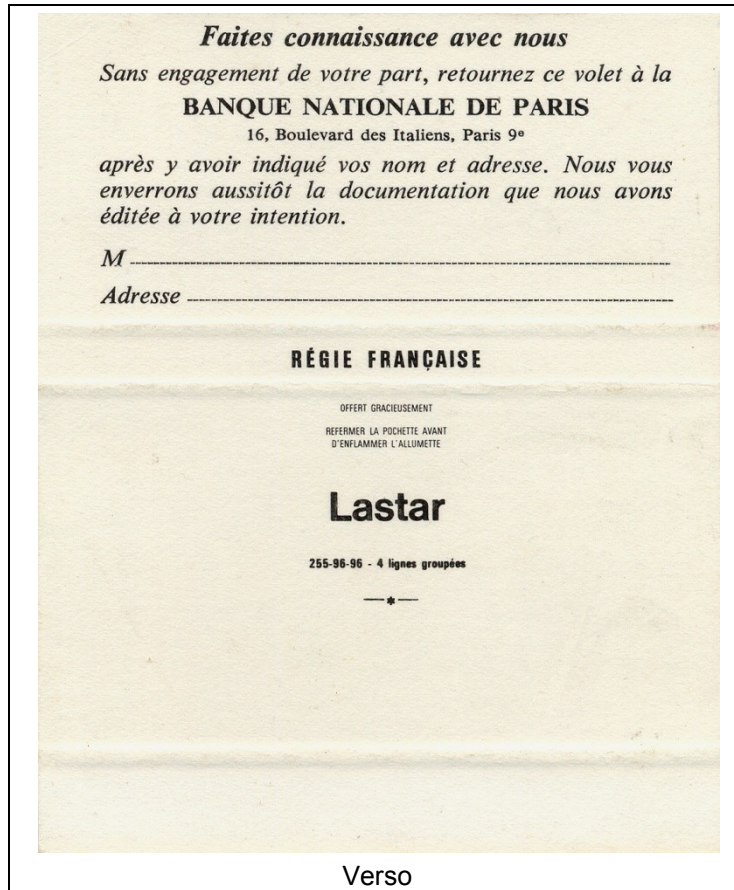 Faites connaissance avec nous
Sans engagement de votre part, retournez ce volet à la
BANQUE NATIONALE DE PARIS
16, Boulevard des Italiens, Paris 9e
après y avoir indiqué vos nom et adresse. Nous vous
enverrons aussitôt la documentation que nous avons
éditée à votre intention.
M
Adresse
RÉGIE FRANÇAISE
OFFERT GRACIEUSEMENT
REFERMER LA POCHETTE AVANT
D'ENFLAMMER L'ALLUMETTE
Lastar
255-96-96 - 4 lignes groupées
Verso